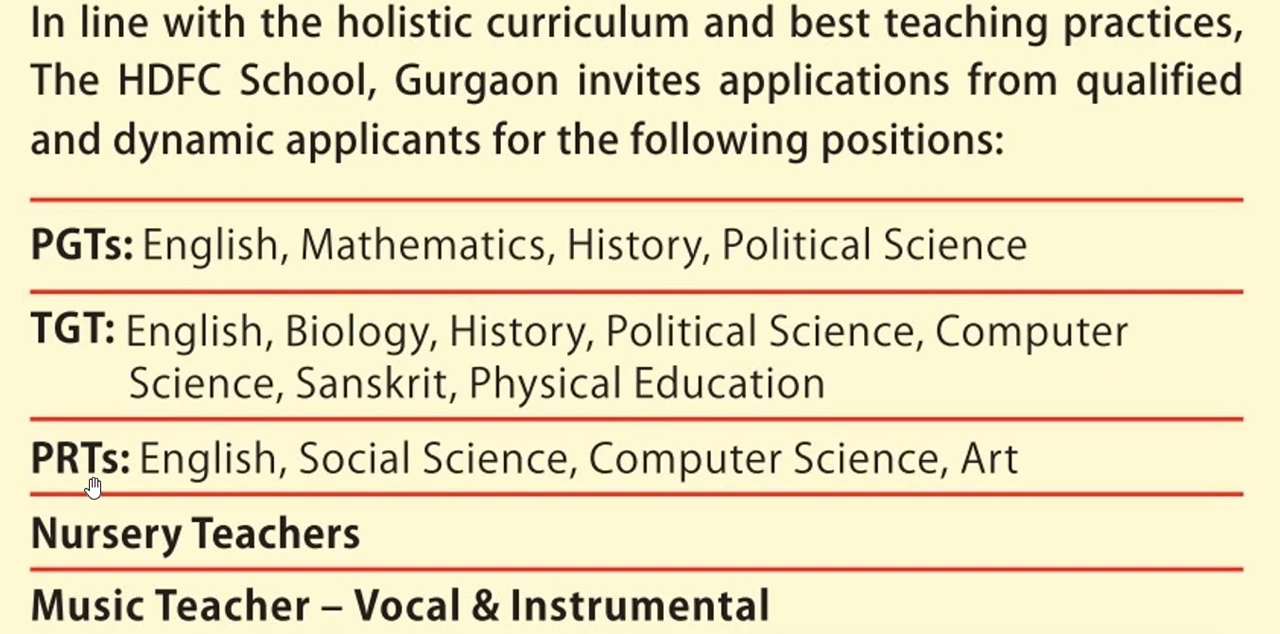 In line with the holistic curriculum and best teaching practices,
The HDFC School, Gurgaon invites applications from qualified
and dynamic applicants for the following positions:
PGTs: English, Mathematics, History, Political Science
TGT: English, Biology, History, Political Science, Computer
Science, Sanskrit, Physical Education
PRTs: English, Social Science, Computer Science, Art
Nursery Teachers
Music Teacher – Vocal & Instrumental